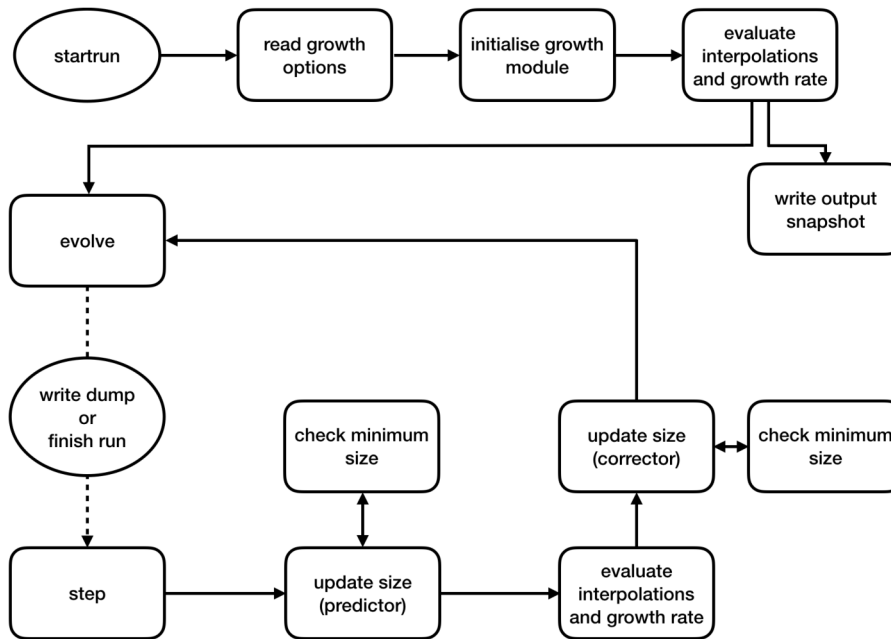 startrun
read growth
options
initialise growth
module
evaluate
interpolations
and growth rate
write output
snapshot
evolve
write dump
or
finish run
check minimum
size
update size
(corrector)
check minimum
size
step
update size
(predictor)
evaluate
interpolations
and growth rate